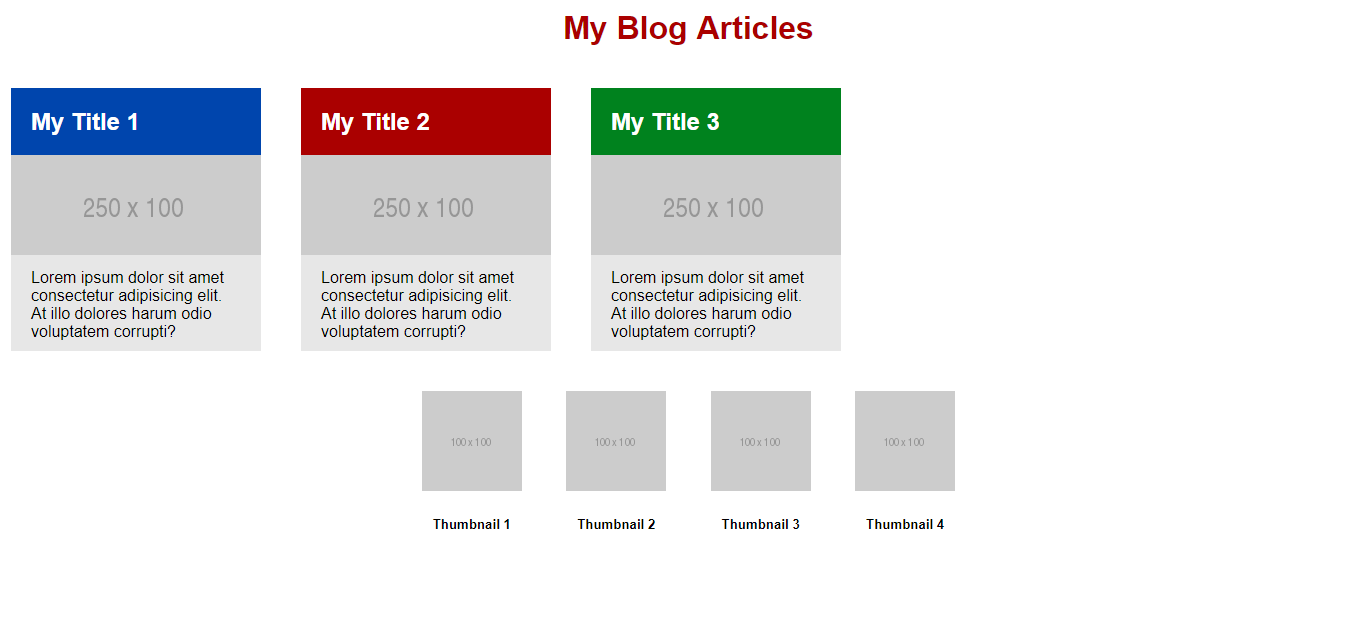 My Blog Articles
My Title 1
250 x 100
Lorem ipsum dolor sit amet
consectetur adipisicing elit.
At illo dolores harum odio
voluptatem corrupti?
My Title 2
250 x 100
Lorem ipsum dolor sit amet
consectetur adipisicing elit.
At illo dolores harum odio
voluptatem corrupti?
My Title 3
250 x 100
Lorem ipsum dolor sit amet
consectetur adipisicing elit.
At illo dolores harum odio
voluptatem corrupti?
100 x 100
Thumbnail 1
100 x 100
Thumbnail 2
100 x 100
Thumbnail 3
100 x 100
Thumbnail 4